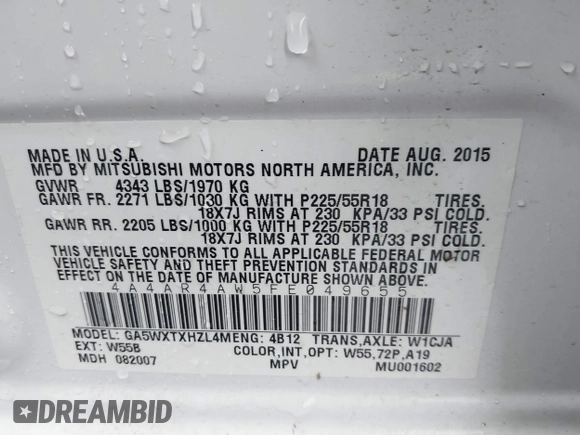 MADE IN U.S.A. DATE AUG. 2015
MFD BY MITSUBISHI MOTORS NORTH AMERICA, INC.
GVWR 4343 LBS/1970 KG
GAWR FR. 2271 LBS/1030 KG WITH P225/55R18 TIRES.
18X7J RIMS AT 230 KPA/33 PSI COLD.
GAWR RR. 2205 LBS/1000 KG WITH P225/55R18 TIRES.
18X7J RIMS AT 230 KPA/33 PSI COLD.
THIS VEHICLE CONFORMS TO ALL APPLICABLE FEDERAL MOTOR
VEHICLE SAFETY AND THEFT PREVENTION STANDARDS IN
EFFECT ON THE DATE OF MANUFACTURE SHOWN ABOVE.
4A4AR4AW5FE049655
MODEL: GA5WXTXHZL4MENG: 4B12 TRANS,AXLE: W1CJA
EXT: W55B COLOR,INT,OPT: W55,72P,A19
MDH 082007 MPV MU001602
DREAMBID